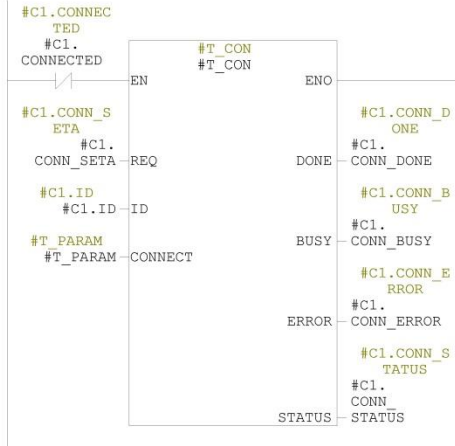 #C1.CONNEC
TED
#C1.
CONNECTED
#T_CON
#T_CON
EN
ENO
#C1.CONN_S
ETA
#C1.
CONN_SETA
REQ
#C1.CONN_D
ONE
#C1.
DONE
CONN_DONE
#C1.ID
#C1.ID
ID
#C1.CONN_B
USY
#C1.
BUSY
CONN_BUSY
#T_PARAM
#T_PARAM
CONNECT
#C1.CONN_E
RROR
#C1.
ERROR
CONN_ERROR
#C1.CONN_S
TATUS
#C1.
CONN_
STATUS
STATUS